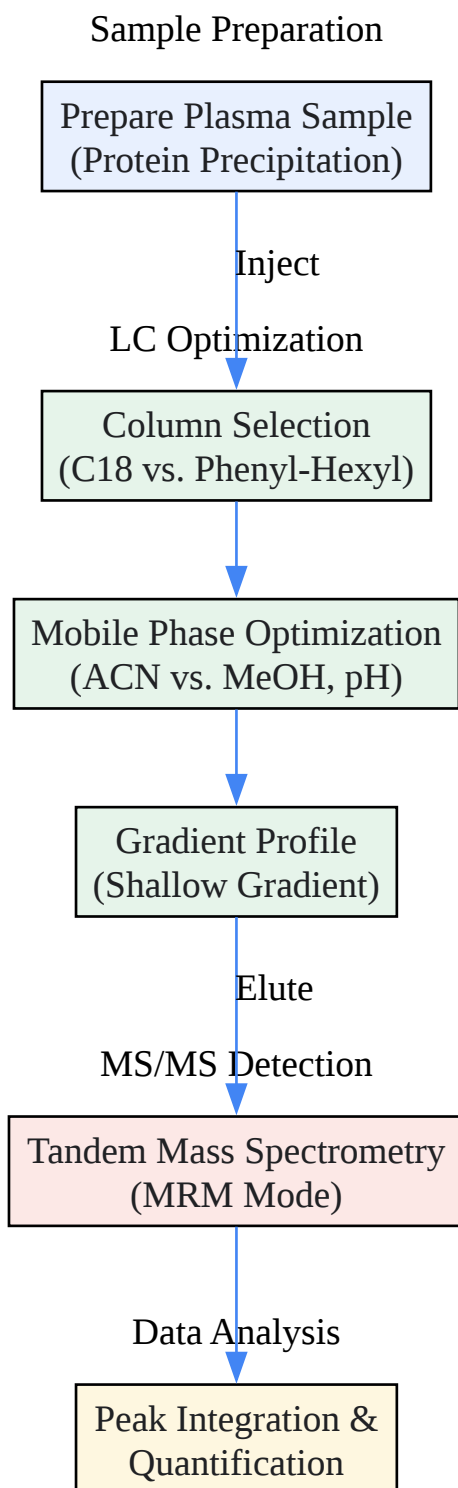 Sample Preparation
Prepare Plasma Sample
(Protein Precipitation)
Inject
LC Optimization
Column Selection
(C18 vs. Phenyl-Hexyl)
Mobile Phase Optimization
(ACN vs. MeOH, pH)
Gradient Profile
(Shallow Gradient)
Elute
MS/MS Detection
Tandem Mass Spectrometry
(MRM Mode)
Data Analysis
Peak Integration &
Quantification